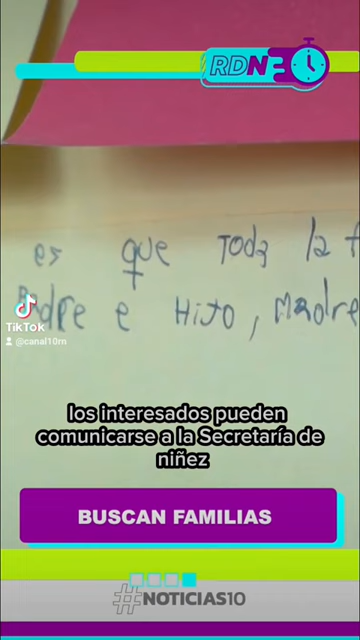 RDN
es que Toda la f
Padre e Hijo, Madre
TikTok
@canal10rn
los interesados pueden
comunicarse a la Secretaría de
niñez
BUSCAN FAMILIAS
#NOTICIAS10